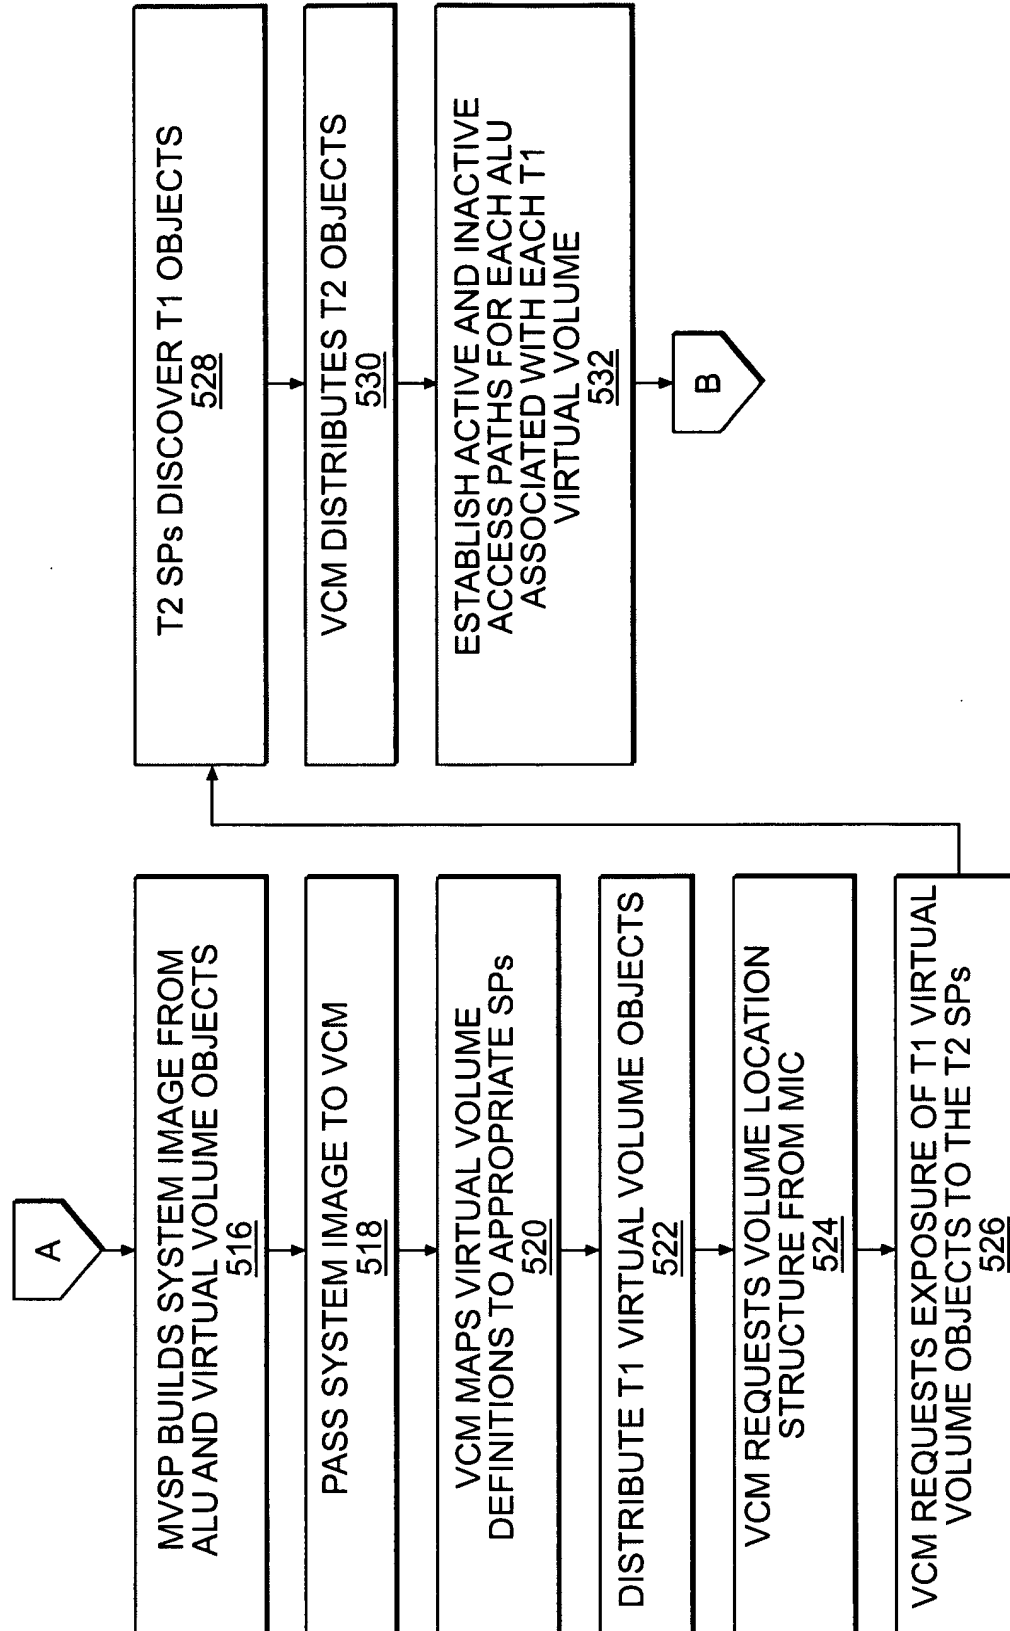 A
MVSP BUILDS SYSTEM IMAGE FROM
ALU AND VIRTUAL VOLUME OBJECTS
516
PASS SYSTEM IMAGE TO VCM
518
VCM MAPS VIRTUAL VOLUME
DEFINITIONS TO APPROPRIATE SPs
520
DISTRIBUTE T1 VIRTUAL VOLUME OBJECTS
522
VCM REQUESTS VOLUME LOCATION
STRUCTURE FROM MIC
524
VCM REQUESTS EXPOSURE OF T1 VIRTUAL
VOLUME OBJECTS TO THE T2 SPs
526
T2 SPs DISCOVER T1 OBJECTS
528
VCM DISTRIBUTES T2 OBJECTS
530
ESTABLISH ACTIVE AND INACTIVE
ACCESS PATHS FOR EACH ALU
ASSOCIATED WITH EACH T1
VIRTUAL VOLUME
532
B